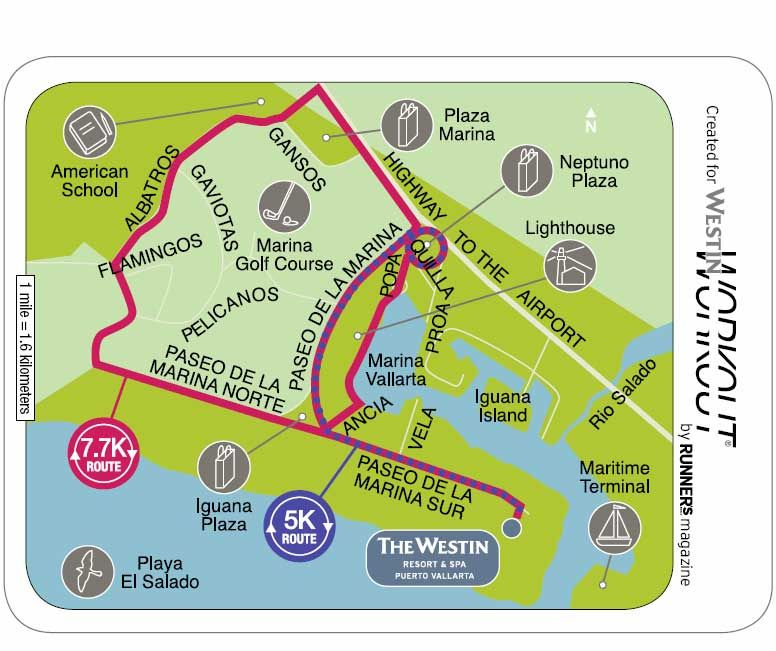 American
School
ALBATROS
GANSOS
GAVIOTAS
Plaza
Marina
N
HIGHWAY TO THE AIRPORT
Neptuno
Plaza
Lighthouse
FLAMINGOS
Marina
Golf Course
PELICANOS
PASEO DE LA MARINA
POPA
QUILLA
PROA
PASEO DE LA
MARINA NORTE
Marina
Vallarta
ANCIA
VELA
Iguana
Island
Rio Salado
7.7K
ROUTE
Iguana
Plaza
5K
ROUTE
PASEO DE LA
MARINA SUR
Maritime
Terminal
THE WESTIN
RESORT & SPA
PUERTO VALLARTA
Playa
El Salado
1 mile = 1.6 kilometers
Created for WESTIN
WORKOUT®
by RUNNER'S magazine